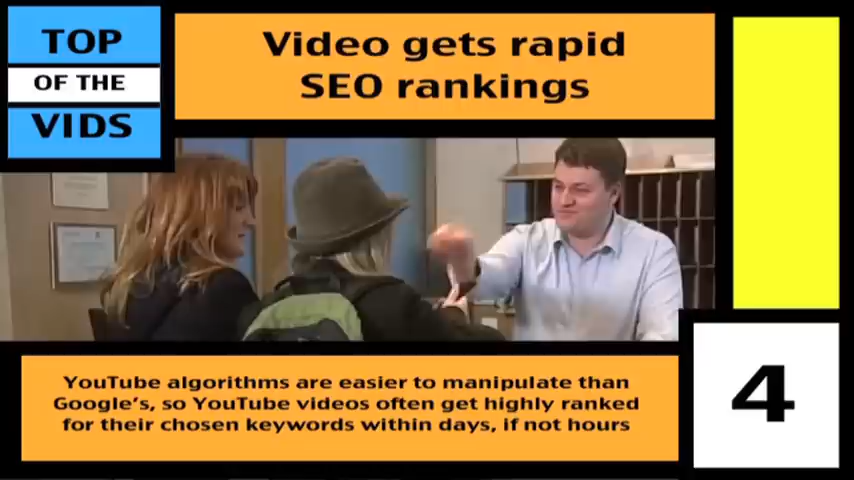 TOP
OF THE
VIDS
Video gets rapid
SEO rankings
YouTube algorithms are easier to manipulate than
Google's, so YouTube videos often get highly ranked
for their chosen keywords within days, if not hours
4